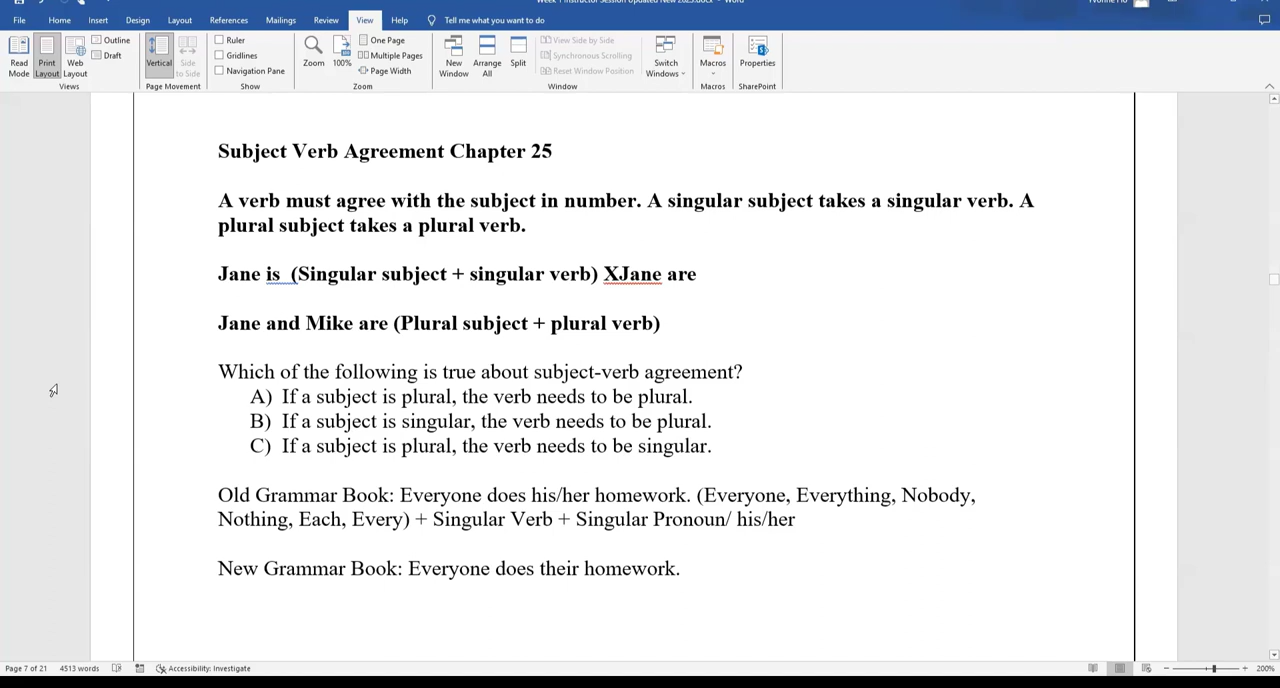 File Home Insert Design Layout References Mailings Review View Help Tell me what you want to do
Read Mode Print Layout Web Layout Outline Draft Views
Vertical Side to Side Page Movement
Ruler Gridlines Navigation Pane Show
Zoom 100% One Page Multiple Pages Page Width Zoom
New Window Arrange All Split View Side by Side Synchronous Scrolling Reset Window Position Switch Windows Window
Macros Macros
Properties SharePoint
Subject Verb Agreement Chapter 25
A verb must agree with the subject in number. A singular subject takes a singular verb. A
plural subject takes a plural verb.
Jane is (Singular subject + singular verb) XJane are
Jane and Mike are (Plural subject + plural verb)
Which of the following is true about subject-verb agreement?
A) If a subject is plural, the verb needs to be plural.
B) If a subject is singular, the verb needs to be plural.
C) If a subject is plural, the verb needs to be singular.
Old Grammar Book: Everyone does his/her homework. (Everyone, Everything, Nobody,
Nothing, Each, Every) + Singular Verb + Singular Pronoun/ his/her
New Grammar Book: Everyone does their homework.
Page 7 of 21 4513 words Accessibility: Investigate 200%